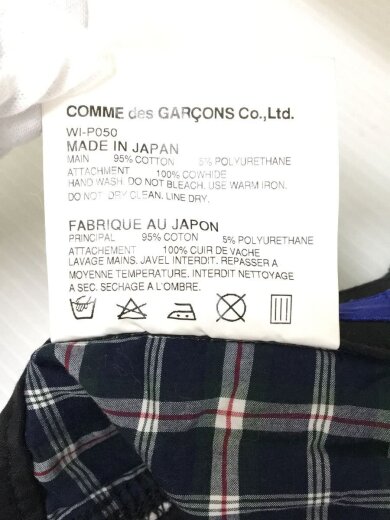 COMME des GARÇONS Co.,Ltd.
WI-P050
MADE IN JAPAN
MAIN 95% COTTON 5% POLYURETHANE
ATTACHMENT 100% COWHIDE
HAND WASH. DO NOT BLEACH. USE WARM IRON.
DO NOT DRY CLEAN. LINE DRY.
FABRIQUE AU JAPON
PRINCIPAL 95% COTON 5% POLYURETHANE
ATTACHEMENT 100% CUIR DE VACHE
LAVAGE MAINS. JAVEL INTERDIT. REPASSER A
MOYENNE TEMPERATURE. INTERDIT NETTOYAGE
A SEC. SECHAGE A L'OMBRE.